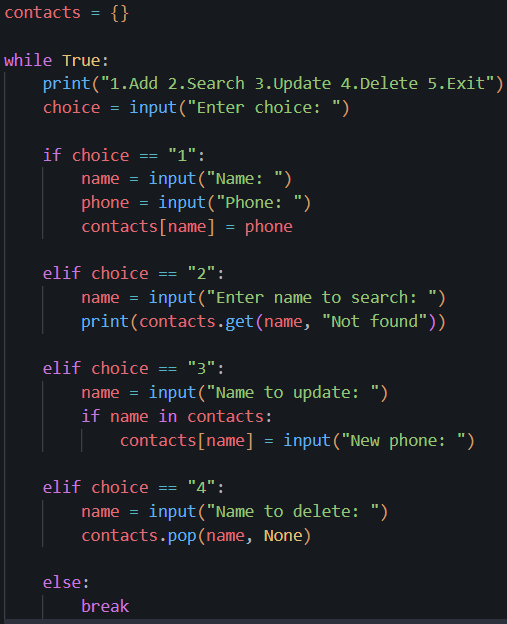 contacts = {}

while True:
    print("1.Add 2.Search 3.Update 4.Delete 5.Exit")
    choice = input("Enter choice: ")

    if choice == "1":
        name = input("Name: ")
        phone = input("Phone: ")
        contacts[name] = phone

    elif choice == "2":
        name = input("Enter name to search: ")
        print(contacts.get(name, "Not found"))

    elif choice == "3":
        name = input("Name to update: ")
        if name in contacts:
            contacts[name] = input("New phone: ")

    elif choice == "4":
        name = input("Name to delete: ")
        contacts.pop(name, None)

    else:
        break